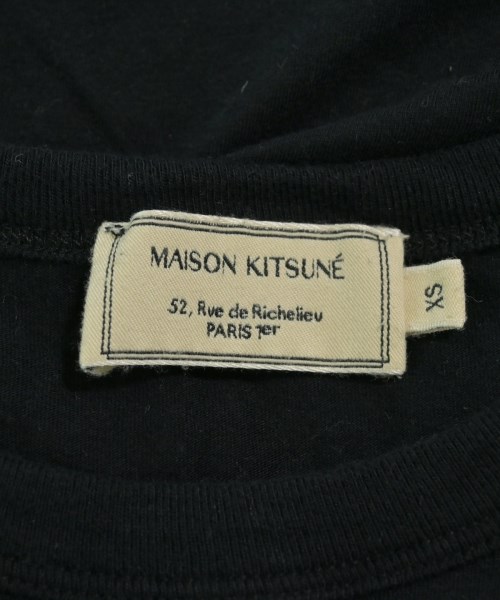 MAISON KITSUNÉ
52, Rue de Richelieu
PARIS 1er
XS